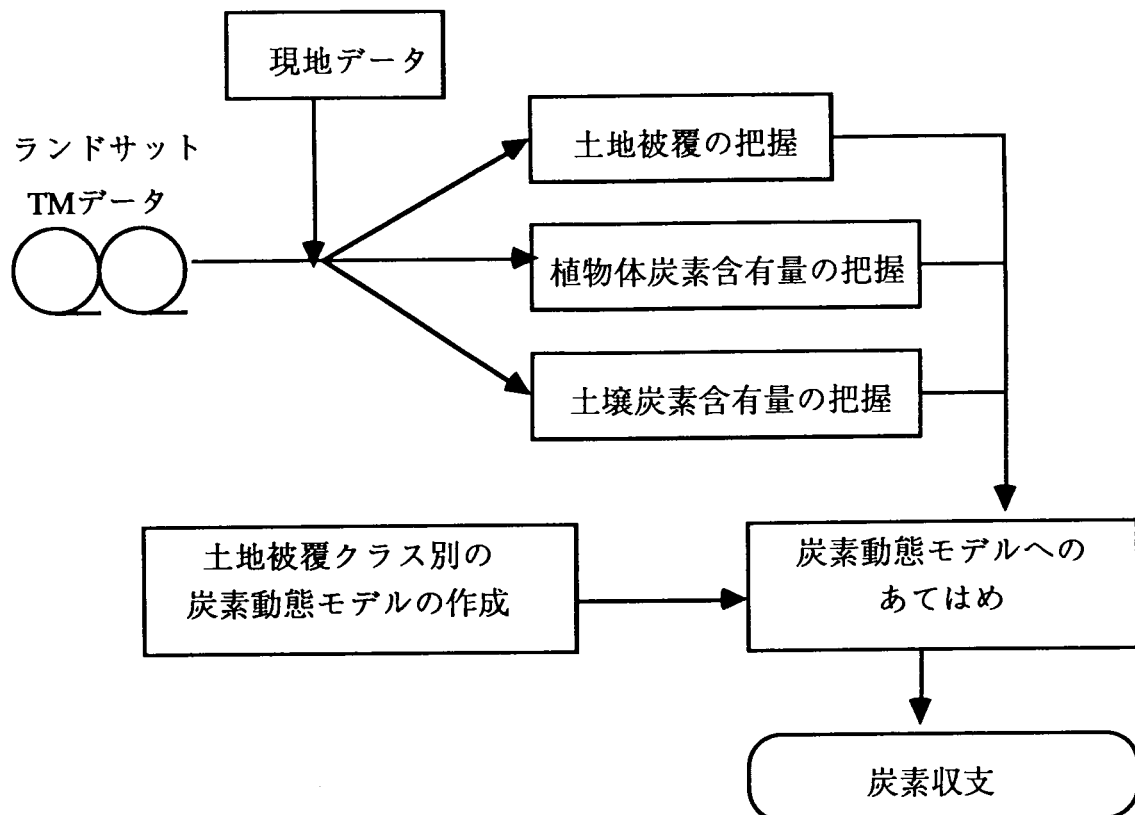 現地データ
ランドサット
TMデータ
土地被覆の把握
植物体炭素含有量の把握
土壌炭素含有量の把握
土地被覆クラス別の
炭素動態モデルの作成
炭素動態モデルへの
あてはめ
炭素収支